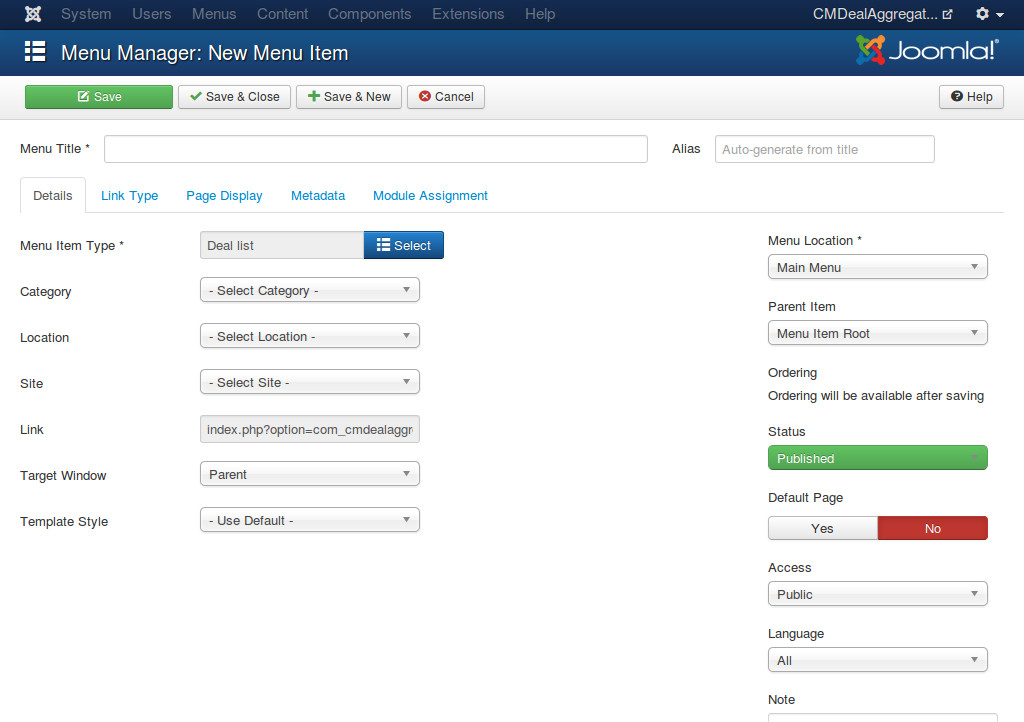 System Users Menus Content Components Extensions Help CMDealAggregat...
Menu Manager: New Menu Item Joomla!®
Save Save & Close Save & New Cancel Help
Menu Title * Alias Auto-generate from title
Details Link Type Page Display Metadata Module Assignment
Menu Item Type * Deal list Select
Category - Select Category -
Location - Select Location -
Site - Select Site -
Link index.php?option=com_cmdealaggr
Target Window Parent
Template Style - Use Default -
Menu Location *
Main Menu
Parent Item
Menu Item Root
Ordering
Ordering will be available after saving
Status
Published
Default Page
Yes No
Access
Public
Language
All
Note